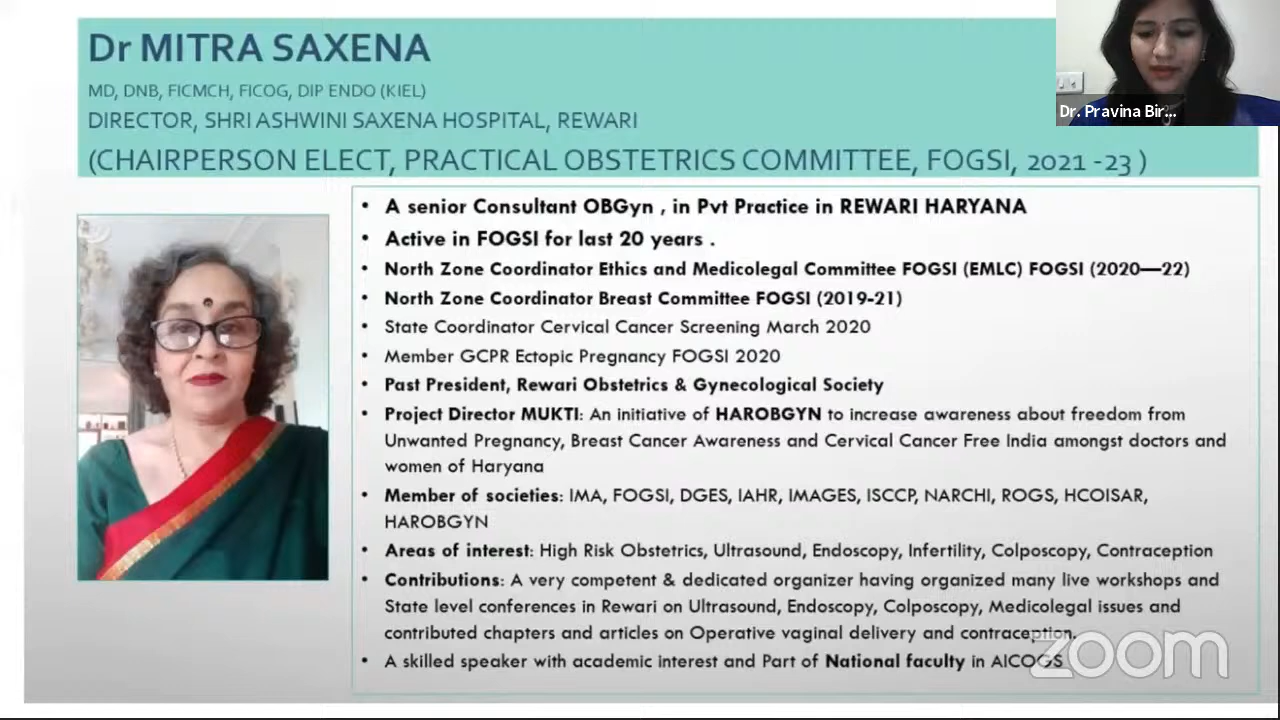 Dr MITRA SAXENA
MD, DNB, FICMCH, FICOG, DIP ENDO (KIEL)
DIRECTOR, SHRI ASHWINI SAXENA HOSPITAL, REWARI
(CHAIRPERSON ELECT, PRACTICAL OBSTETRICS COMMITTEE, FOGSI, 2021 -23 )
Dr. Pravina Bir...
• A senior Consultant OBGyn , in Pvt Practice in REWARI HARYANA
• Active in FOGSI for last 20 years .
• North Zone Coordinator Ethics and Medicolegal Committee FOGSI (EMLC) FOGSI (2020—22)
• North Zone Coordinator Breast Committee FOGSI (2019-21)
• State Coordinator Cervical Cancer Screening March 2020
• Member GCPR Ectopic Pregnancy FOGSI 2020
• Past President, Rewari Obstetrics & Gynecological Society
• Project Director MUKTI: An initiative of HAROBGYN to increase awareness about freedom from
Unwanted Pregnancy, Breast Cancer Awareness and Cervical Cancer Free India amongst doctors and
women of Haryana
• Member of societies: IMA, FOGSI, DGES, IAHR, IMAGES, ISCCP, NARCHI, ROGS, HCOISAR,
HAROBGYN
• Areas of interest: High Risk Obstetrics, Ultrasound, Endoscopy, Infertility, Colposcopy, Contraception
• Contributions: A very competent & dedicated organizer having organized many live workshops and
State level conferences in Rewari on Ultrasound, Endoscopy, Colposcopy, Medicolegal issues and
contributed chapters and articles on Operative vaginal delivery and contraception.
• A skilled speaker with academic interest and Part of National faculty in AICOGS
zoom